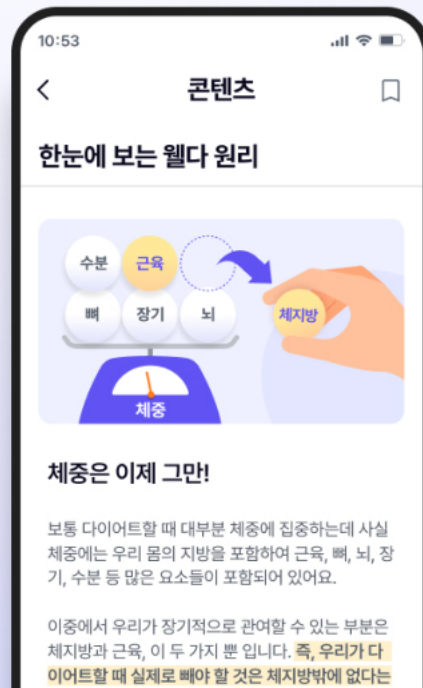 10:53
콘텐츠
한눈에 보는 웰다 원리
수분 근육
뼈 장기 뇌
체지방
체중
체중은 이제 그만!
보통 다이어트할 때 대부분 체중에 집중하는데 사실
체중에는 우리 몸의 지방을 포함하여 근육, 뼈, 뇌, 장
기, 수분 등 많은 요소들이 포함되어 있어요.
이중에서 우리가 장기적으로 관여할 수 있는 부분은
체지방과 근육, 이 두 가지 뿐 입니다. 즉, 우리가 다
이어트할 때 실제로 빼야 할 것은 체지방밖에 없다는